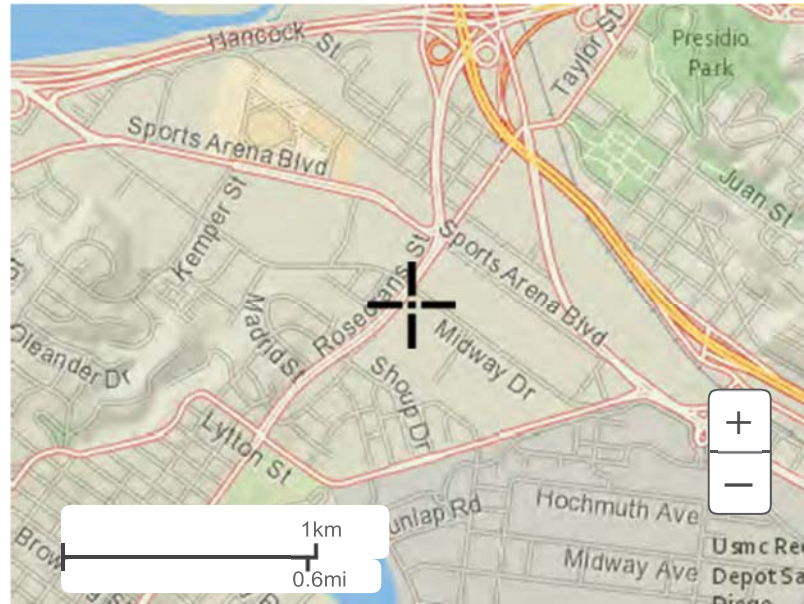 Hancock St
Taylor St
Presidio
Park
Sports Arena Blvd
Juan St
Kemper St
Sports Arena Blvd
Rosecrans St
Madrid St
Midway Dr
Oleander Dr
Shoup Dr
+
Lytton St
−
Hochmuth Ave
1km
Midway Ave
0.6mi
Usmc Rec
Depot Sa
Diego